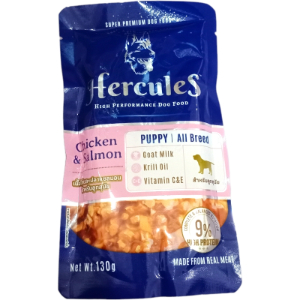 SUPER PREMIUM DOG FOOD
Hercules
HIGH PERFORMANCE DOG FOOD
Chicken
& Salmon
PUPPY | All Breed
Goat Milk
Krill Oil
Vitamin C&E
9%
PROTEIN
Net Wt.130g
MADE FROM REAL MEAT